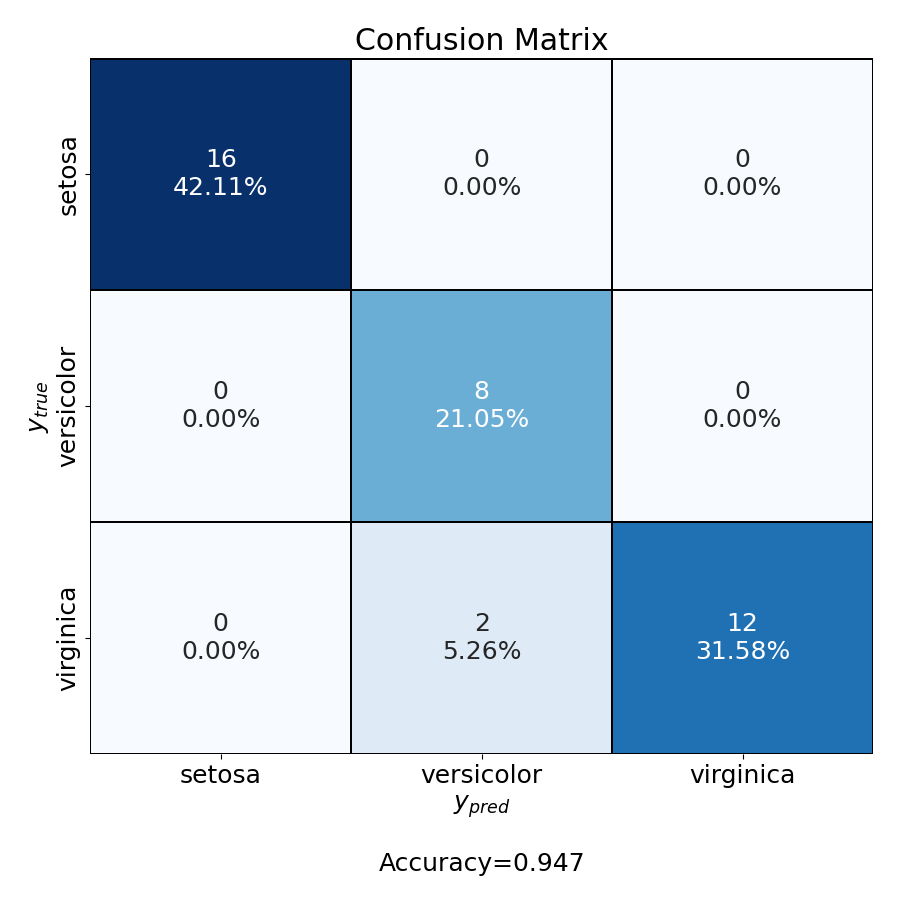 Confusion Matrix
setosa
16
42.11%
0
0.00%
0
0.00%
y_true
versicolor
0
0.00%
8
21.05%
0
0.00%
virginica
0
0.00%
2
5.26%
12
31.58%
setosa versicolor virginica
y_pred
Accuracy=0.947